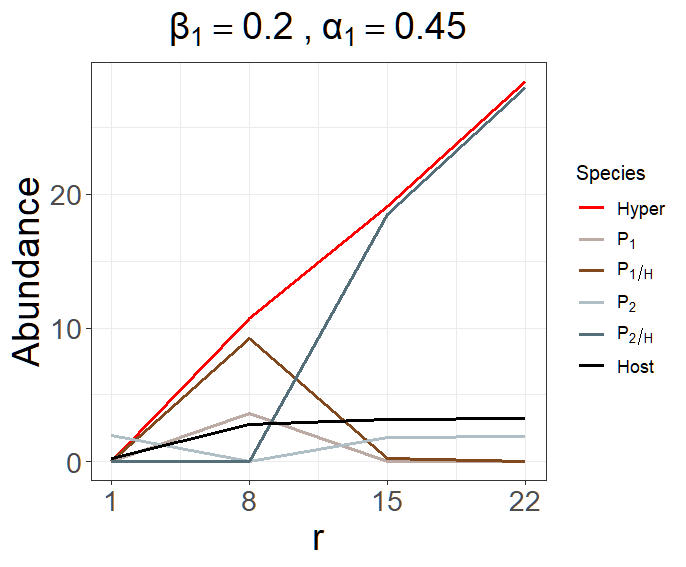 β₁ = 0.2 , α₁ = 0.45
Abundance
20
10
0
1 8 15 22
r
Species
Hyper
P₁
P₁/H
P₂
P₂/H
Host